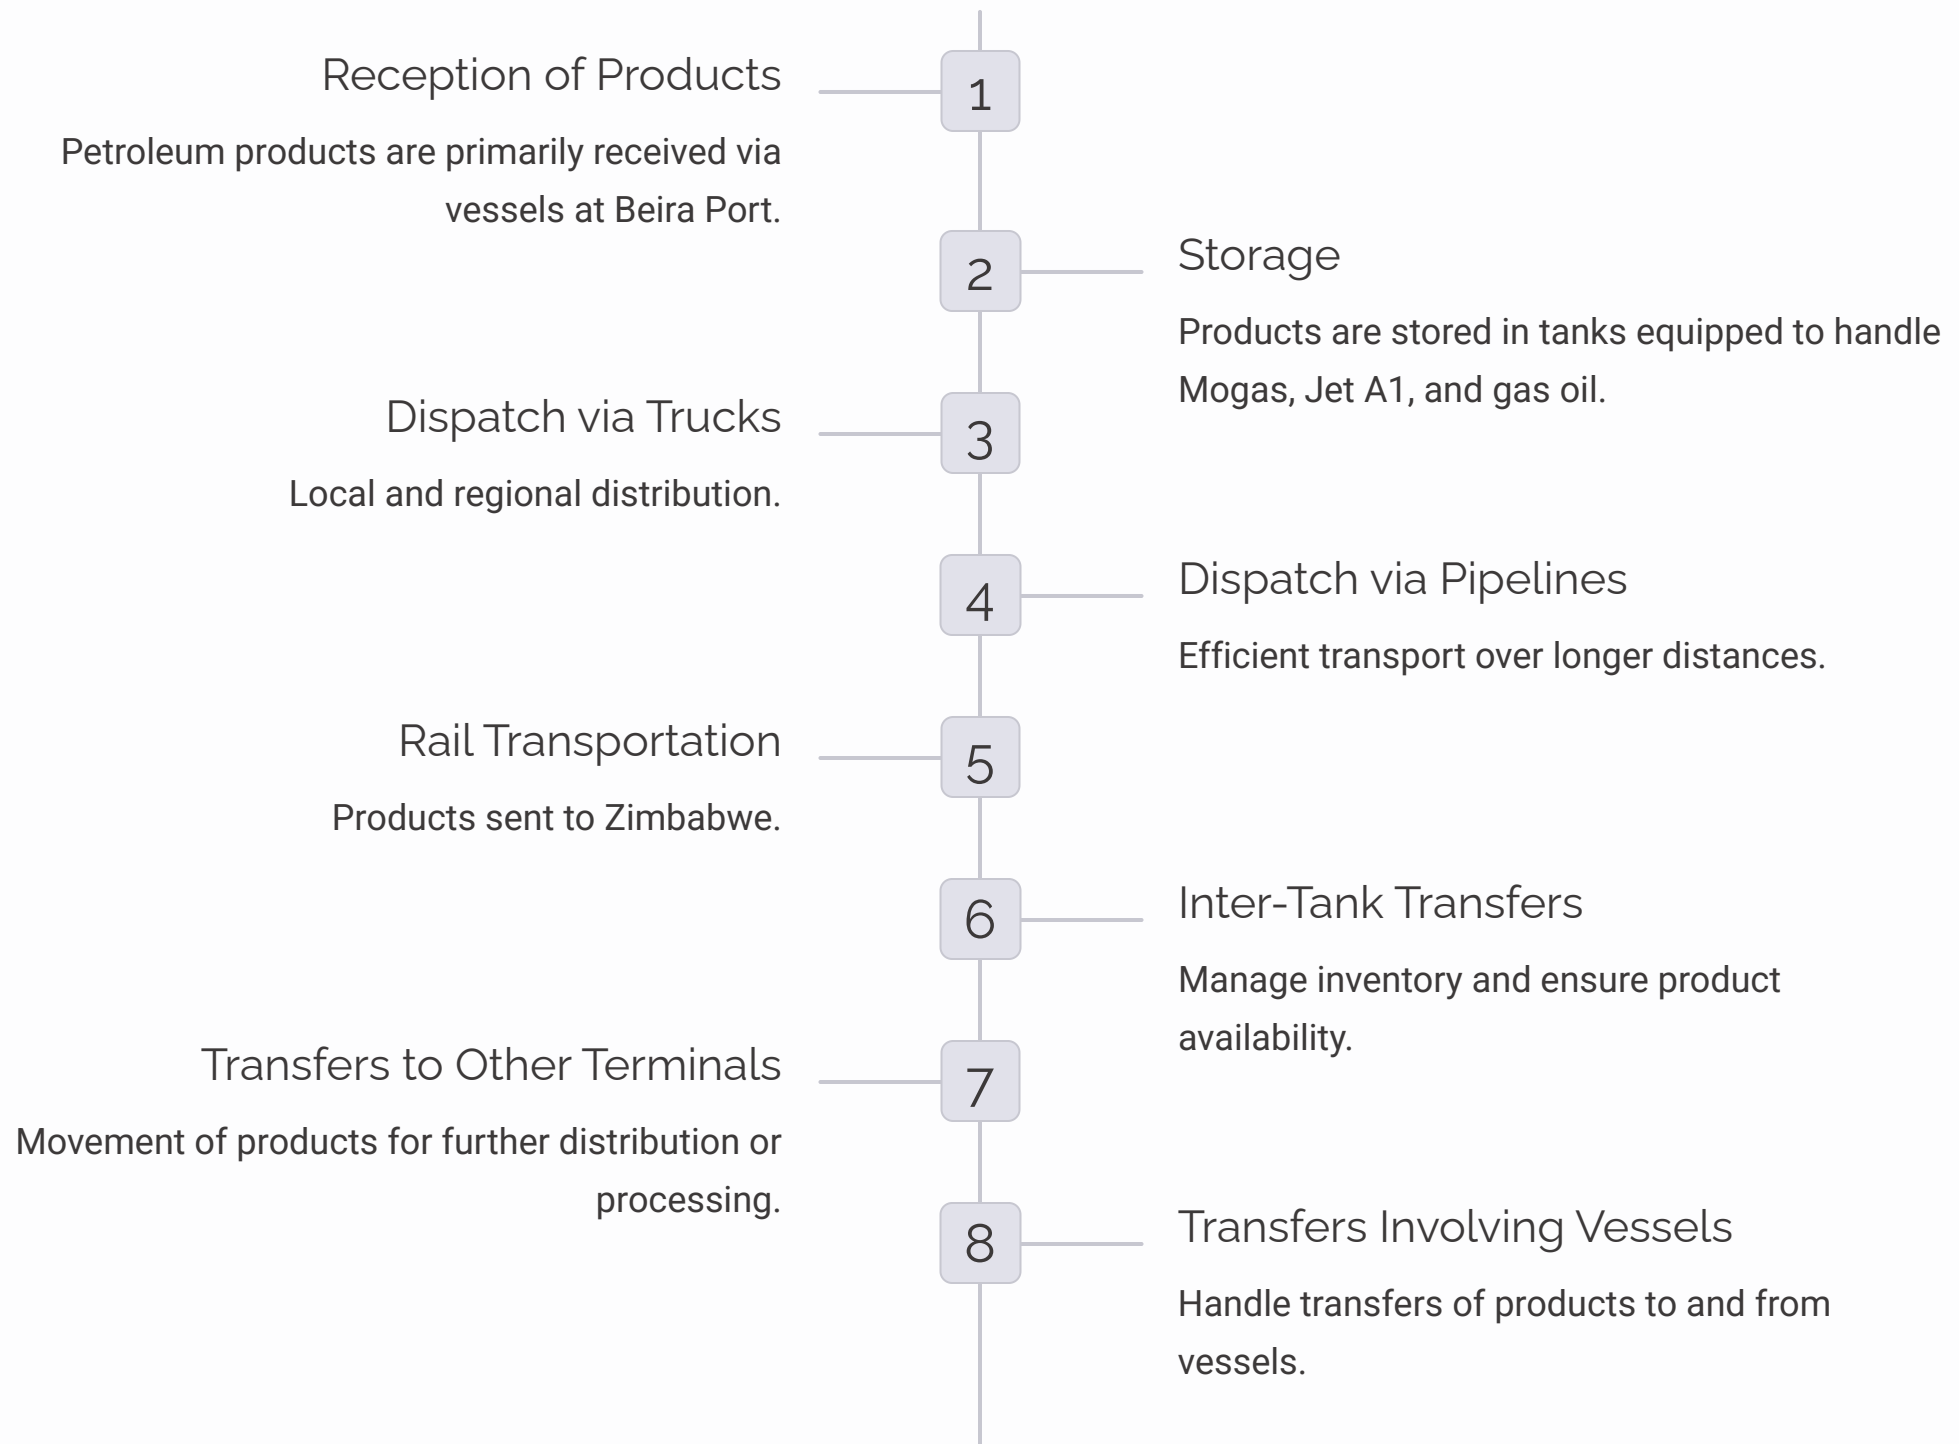 1
Reception of Products
Petroleum products are primarily received via
vessels at Beira Port.
2
Storage
Products are stored in tanks equipped to handle
Mogas, Jet A1, and gas oil.
3
Dispatch via Trucks
Local and regional distribution.
4
Dispatch via Pipelines
Efficient transport over longer distances.
5
Rail Transportation
Products sent to Zimbabwe.
6
Inter-Tank Transfers
Manage inventory and ensure product
availability.
7
Transfers to Other Terminals
Movement of products for further distribution or
processing.
8
Transfers Involving Vessels
Handle transfers of products to and from
vessels.